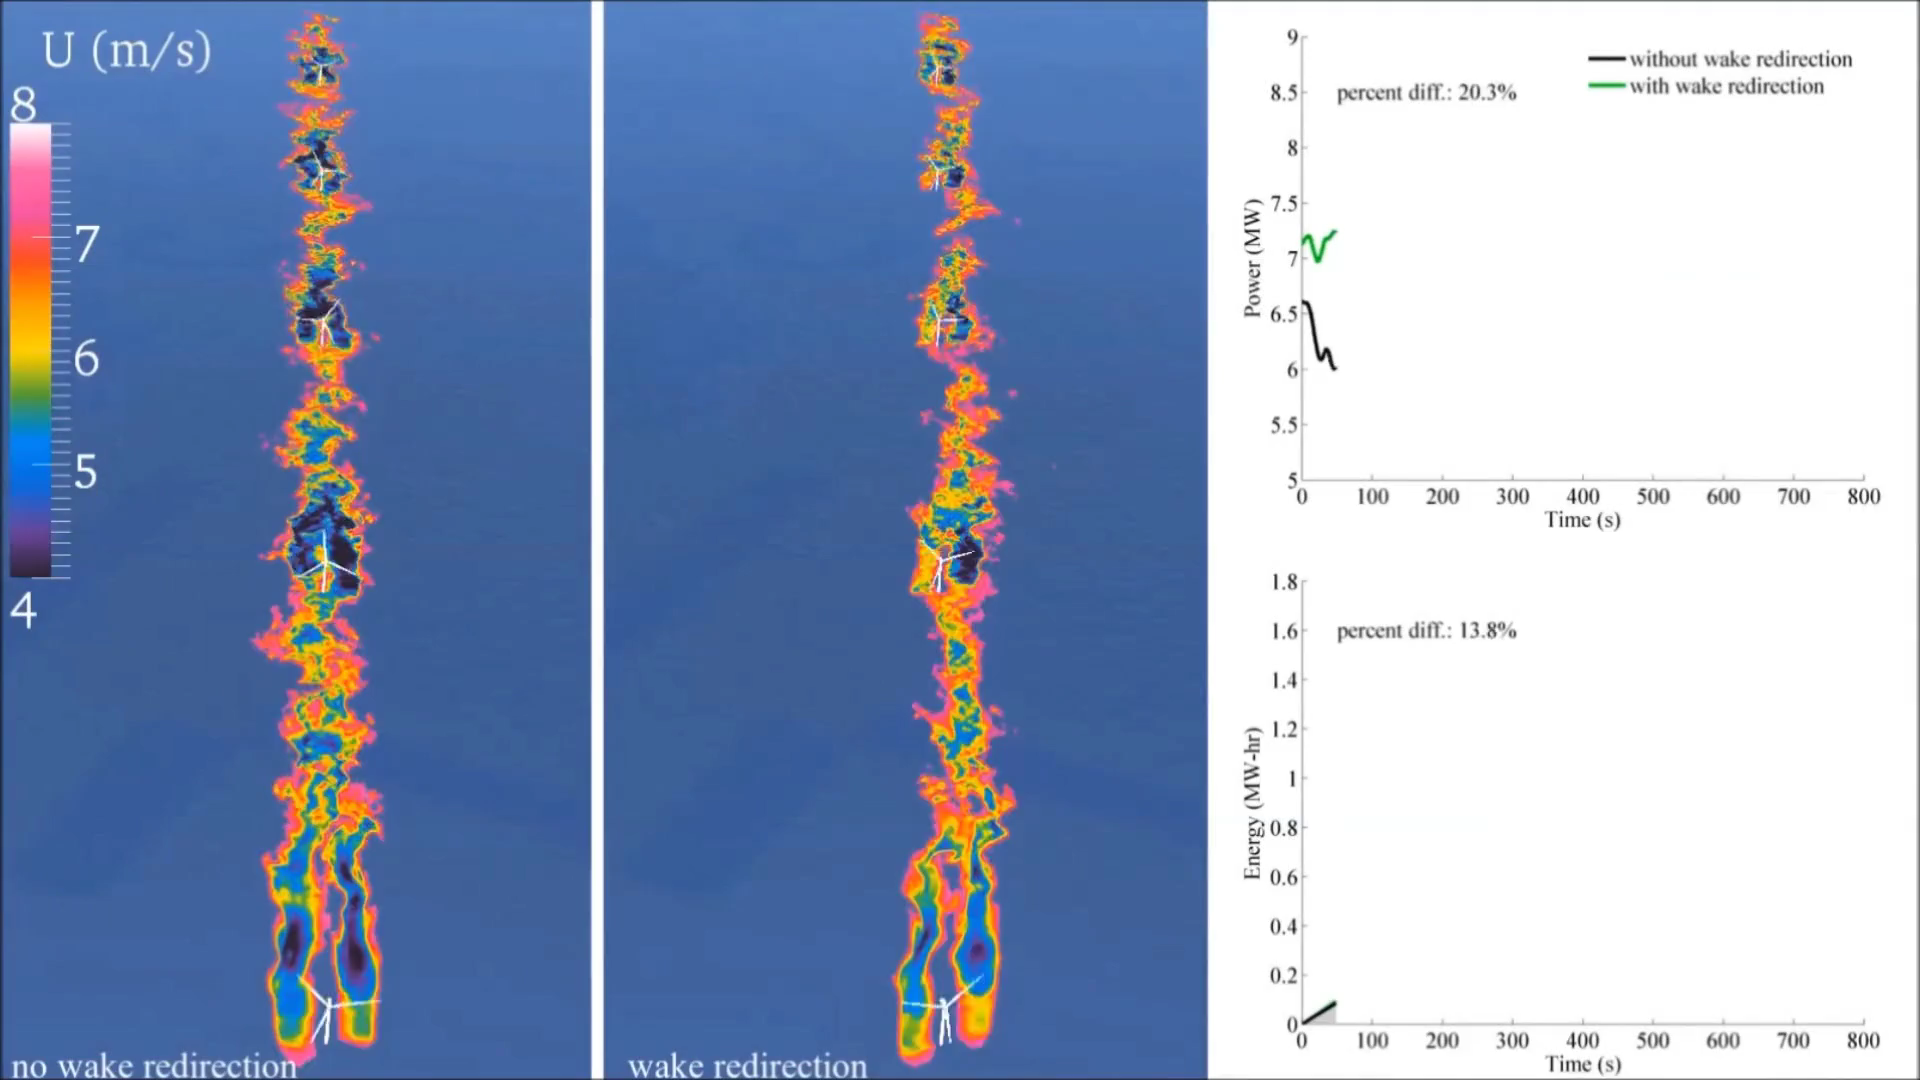 U (m/s)
8
7
6
5
4
no wake redirection
wake redirection
without wake redirection
with wake redirection
percent diff.: 20.3%
Power (MW)
9
8.5
8
7.5
7
6.5
6
5.5
5
0 100 200 300 400 500 600 700 800
Time (s)
percent diff.: 13.8%
Energy (MW-hr)
1.8
1.6
1.4
1.2
1
0.8
0.6
0.4
0.2
0
0 100 200 300 400 500 600 700 800
Time (s)